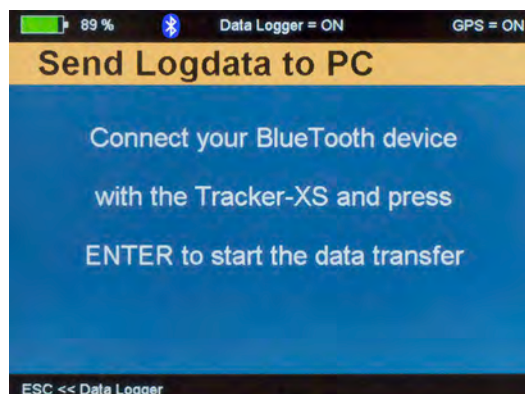 89 % Data Logger = ON GPS = ON
Send Logdata to PC
Connect your BlueTooth device
with the Tracker-XS and press
ENTER to start the data transfer
ESC << Data Logger